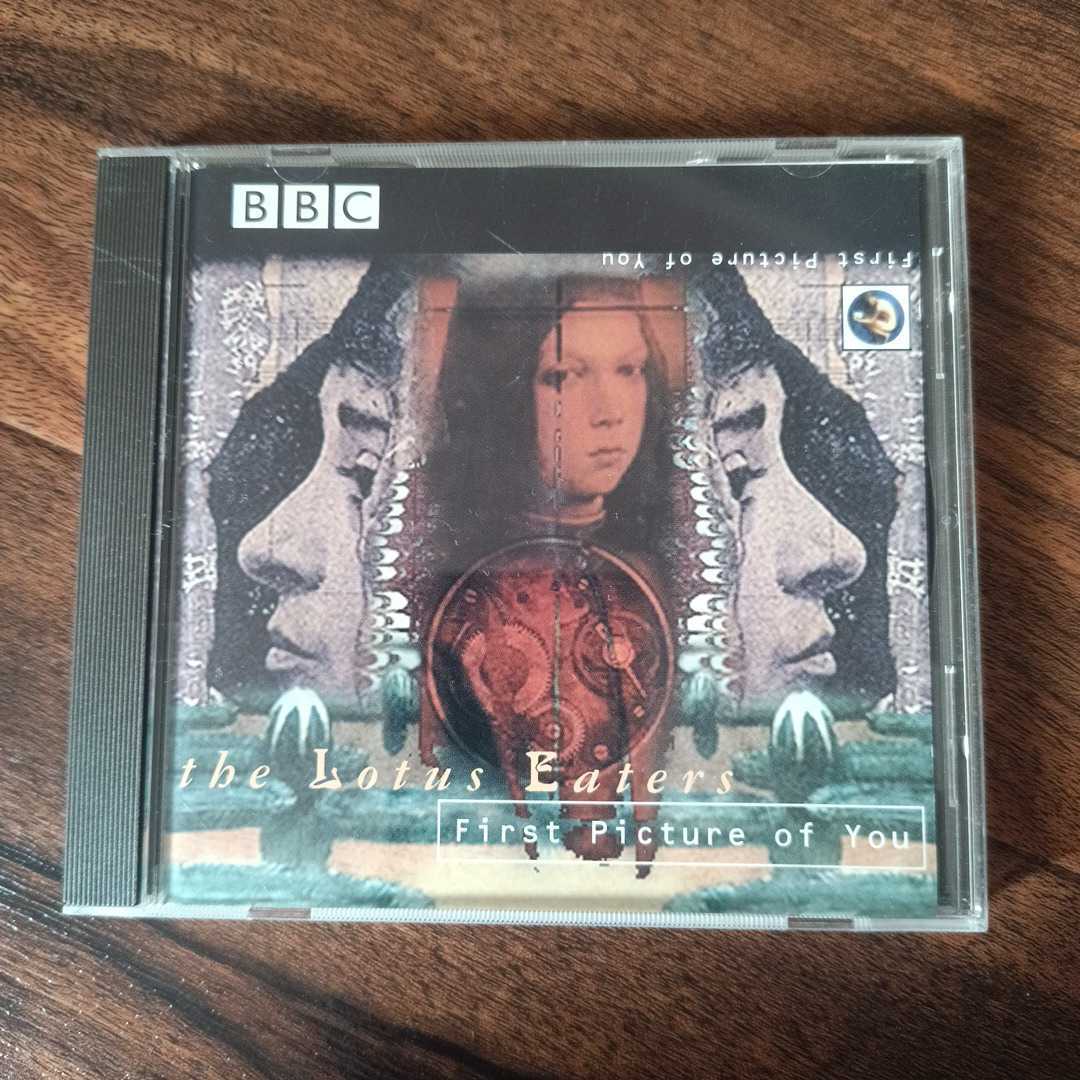 BBC
First Picture of You
the Lotus Eaters
First Picture of You